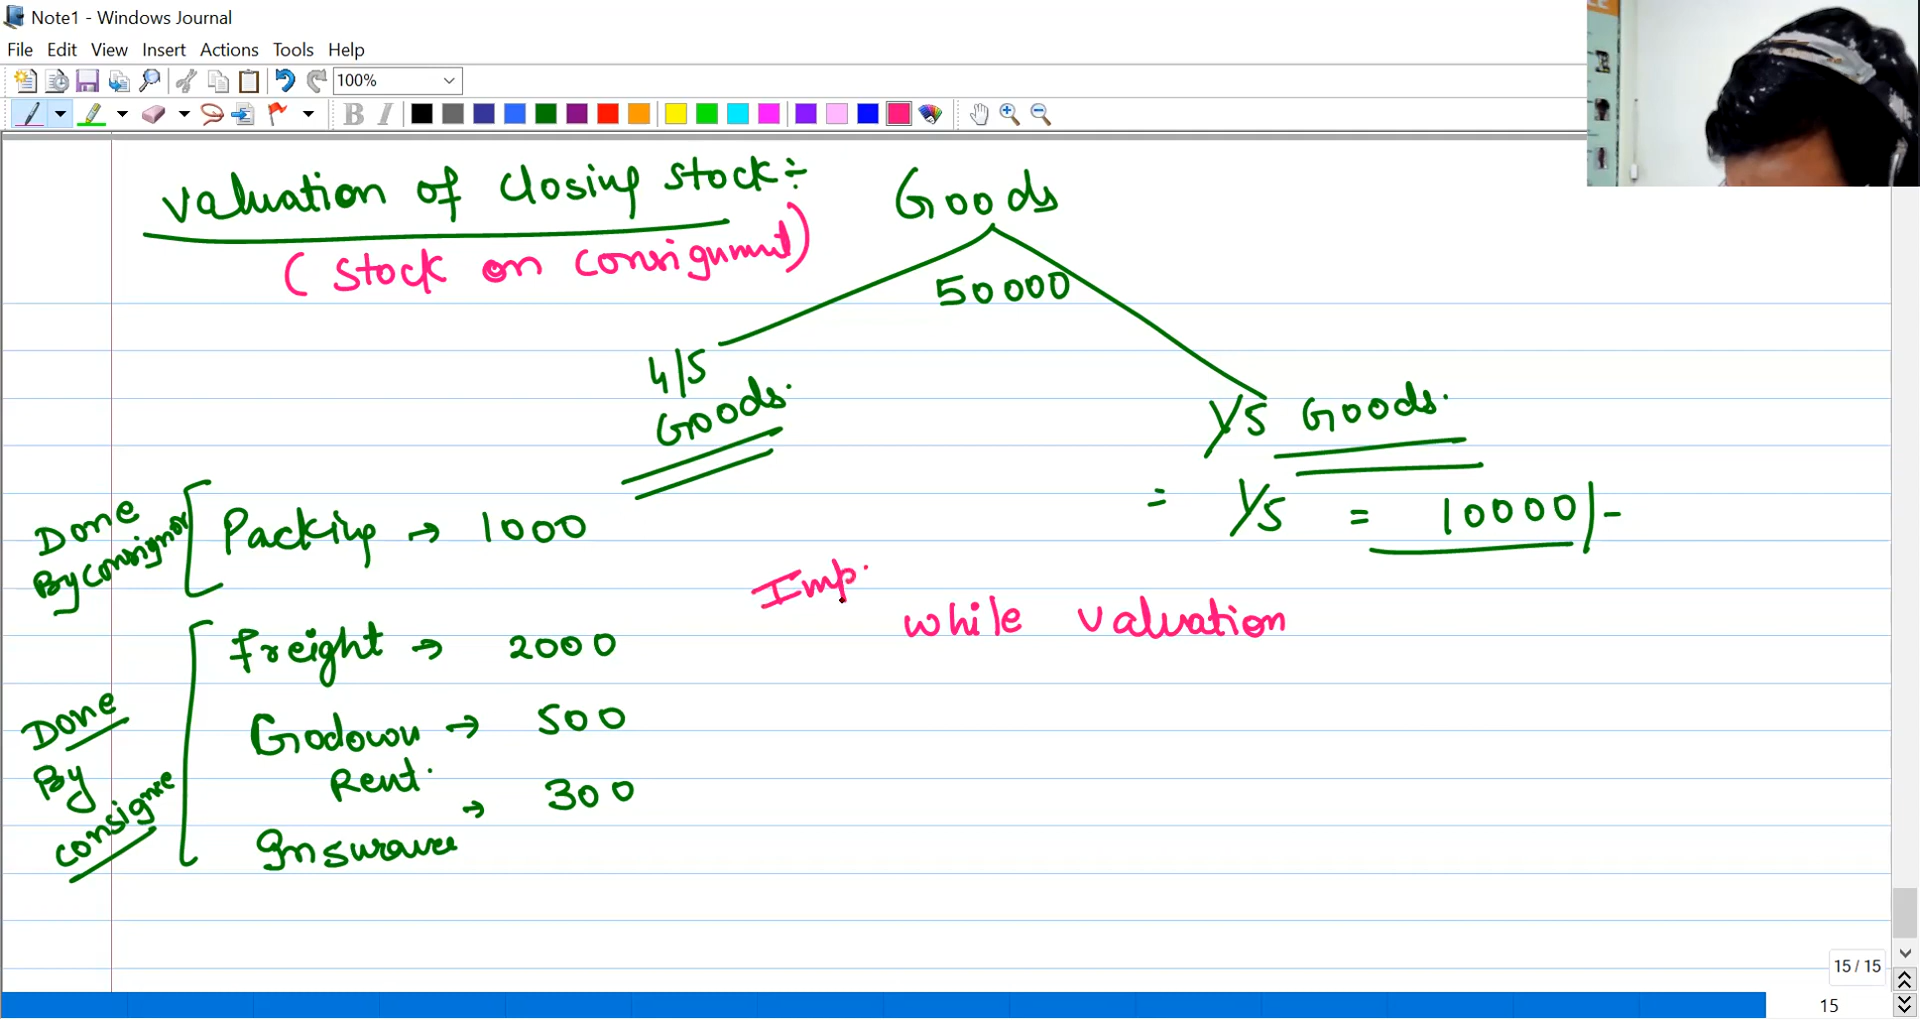 Note1 - Windows Journal
File Edit View Insert Actions Tools Help
100%
B I
Valuation of closing stock:-
(Stock on consignment)
Goods
50000
4/5
Goods.
1/5 Goods.
= 1/5 = 10000/-
Done
By consignor
Packing → 1000
Imp.
while valuation
Done
By
consignee
Freight → 2000
Godown → 500
Rent.
Insurance → 300
15 / 15
15